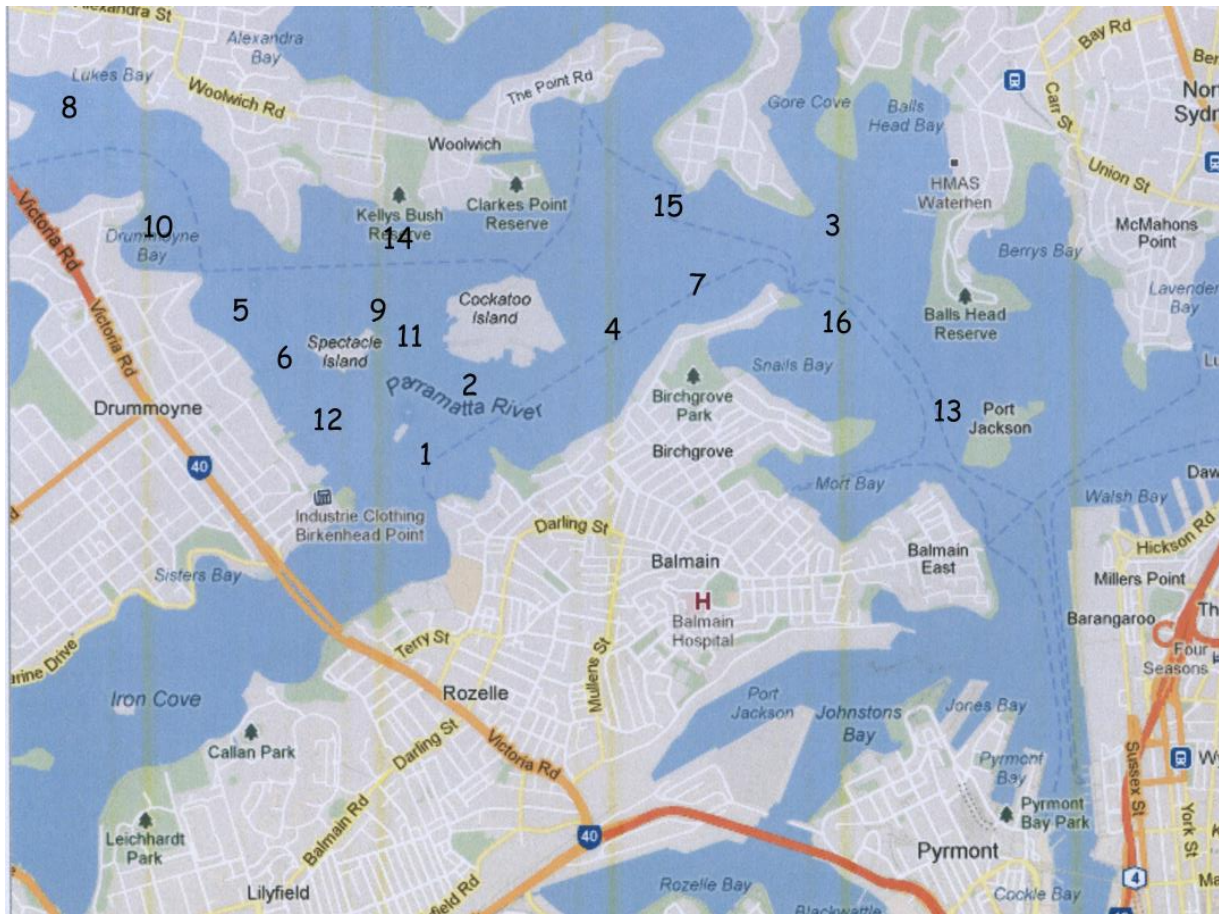 Alexandra St
Alexandra
Bay
Lukes Bay
8
Woolwich Rd
The Point Rd
Woolwich
Gore Cove
Balls
Head Bay
Bay Rd
Carr St
Union St
HMAS
Waterhen
McMahons
Point
Kellys Bush
Reserve
14
Clarkes Point
Reserve
15
3
Victoria Rd
10
Drummoyne
Bay
Berrys Bay
Lavender
Bay
5
9
7
Cockatoo
Island
Balls Head
Reserve
Victoria Rd
6
Spectacle
Island
11
4
16
Snails Bay
2
Parramatta River
Birchgrove
Park
Drummoyne
12
13
Port
Jackson
1
Birchgrove
40
Mort Bay
Walsh Bay
Industrie Clothing
Birkenhead Point
Darling St
Hickson Rd
Sisters Bay
Balmain
Balmain
East
Millers Point
H
Balmain
Hospital
Barangaroo
Four
Seasons
Terry St
Mullens St
Iron Cove
Rozelle
Port
Jackson
Johnstons
Bay
Jones Bay
Callan Park
Darling St
Victoria Rd
Pyrmont
Bay
Sussex St
Balmain Rd
Pyrmont
Bay Park
York St
Leichhardt
Park
40
Pyrmont
4
Lilyfield
Rozelle Bay
Cockle Bay
Blackwattle